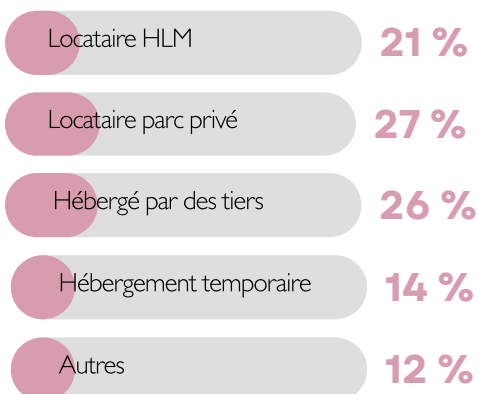 Locataire HLM 21 %
Locataire parc privé 27 %
Hébergé par des tiers 26 %
Hébergement temporaire 14 %
Autres 12 %